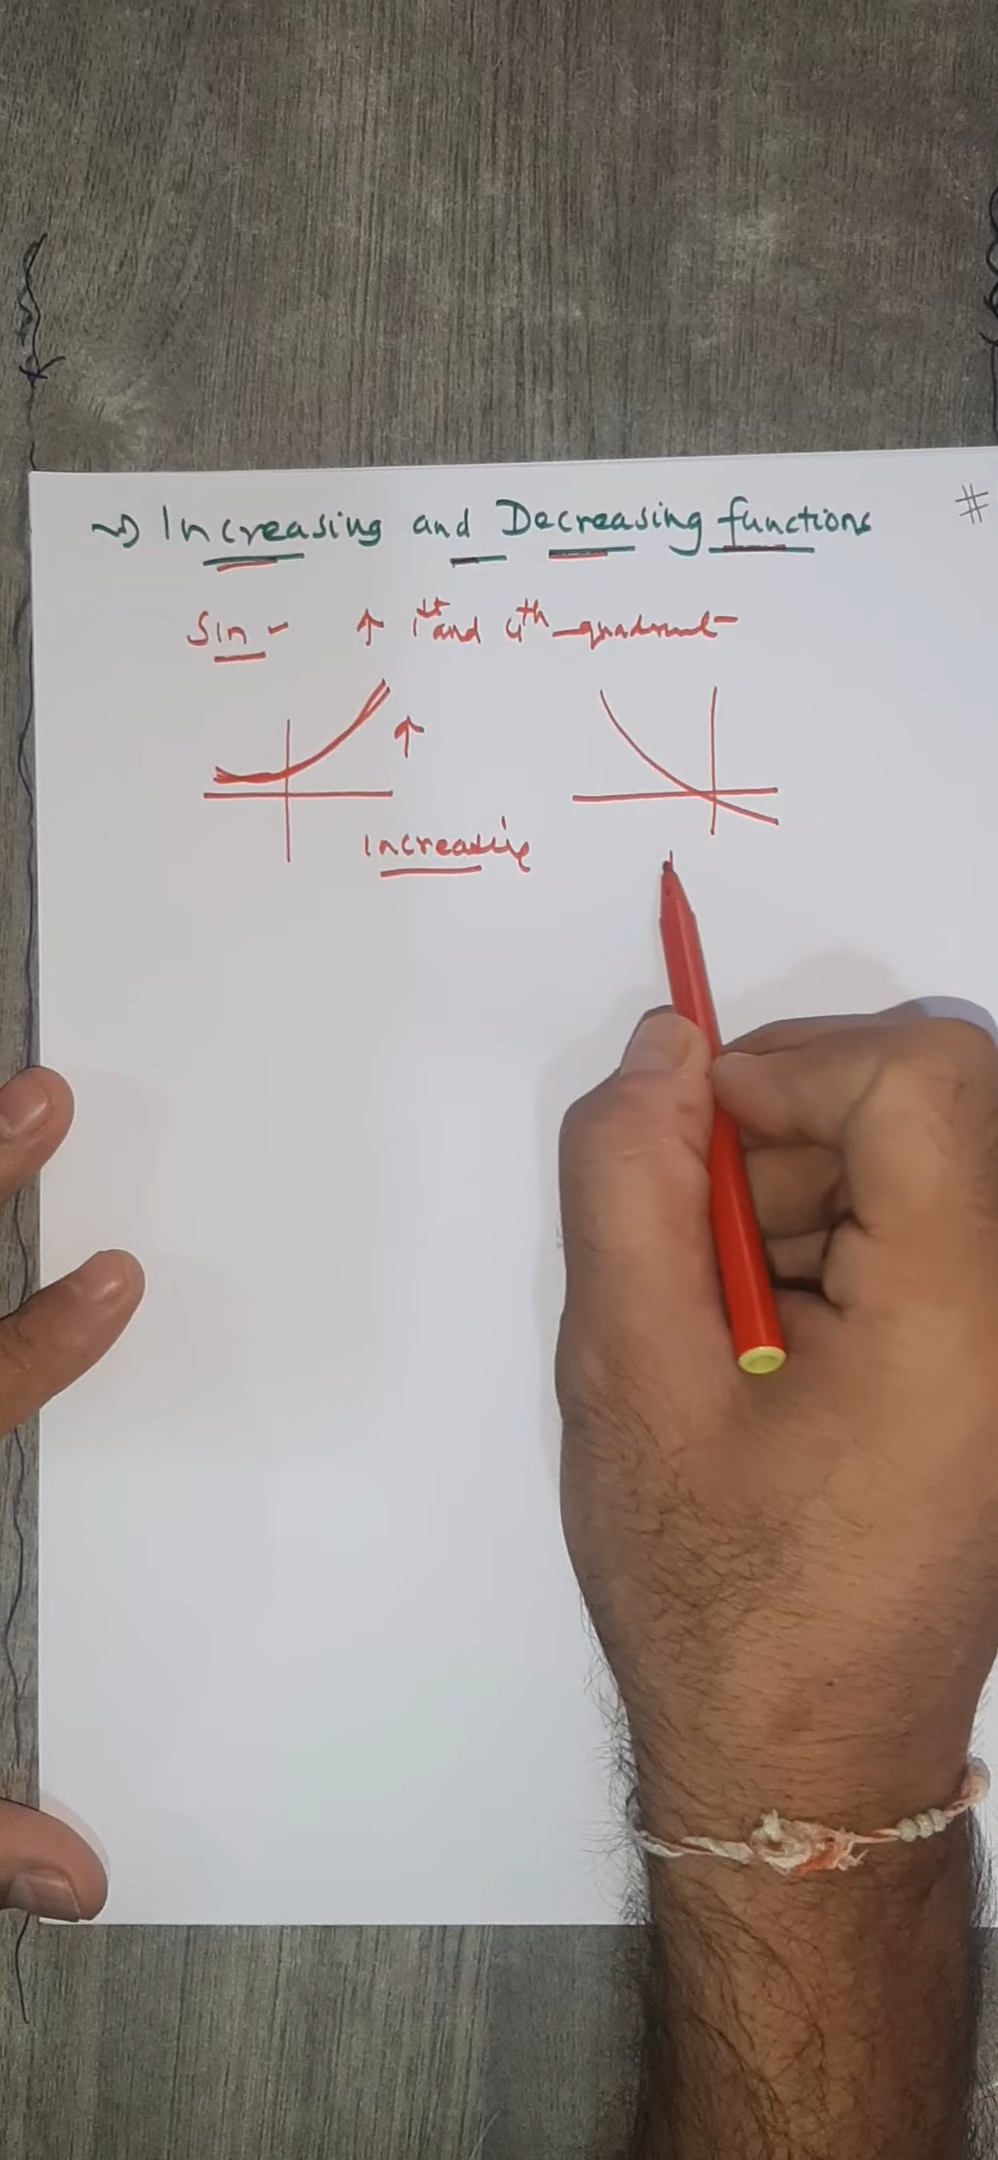 ~> Increasing and Decreasing functions
#
Sin - ↑ 1st and 4th quadrant
↑
Increasing